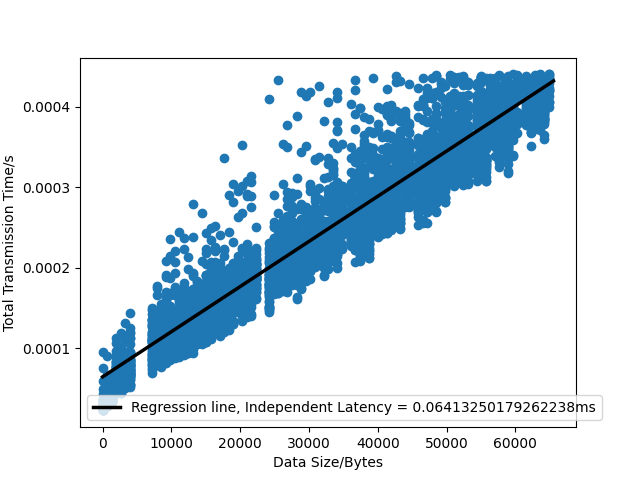 Total Transmission Time/s
0.0004
0.0003
0.0002
0.0001
Regression line, Independent Latency = 0.06413250179262238ms
0 10000 20000 30000 40000 50000 60000
Data Size/Bytes